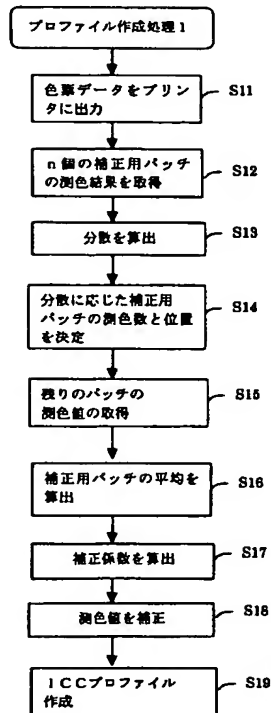 プロファイル作成処理1
色票データをプリン
タに出力
S11
n個の補正用パッチ
の測色結果を取得
S12
分散を算出
S13
分散に応じた補正用
パッチの測色数と位置
を決定
S14
残りのパッチの
測色値の取得
S15
補正用パッチの平均を
算出
S16
補正係数を算出
S17
測色値を補正
S18
ICCプロファイル
作成
S19